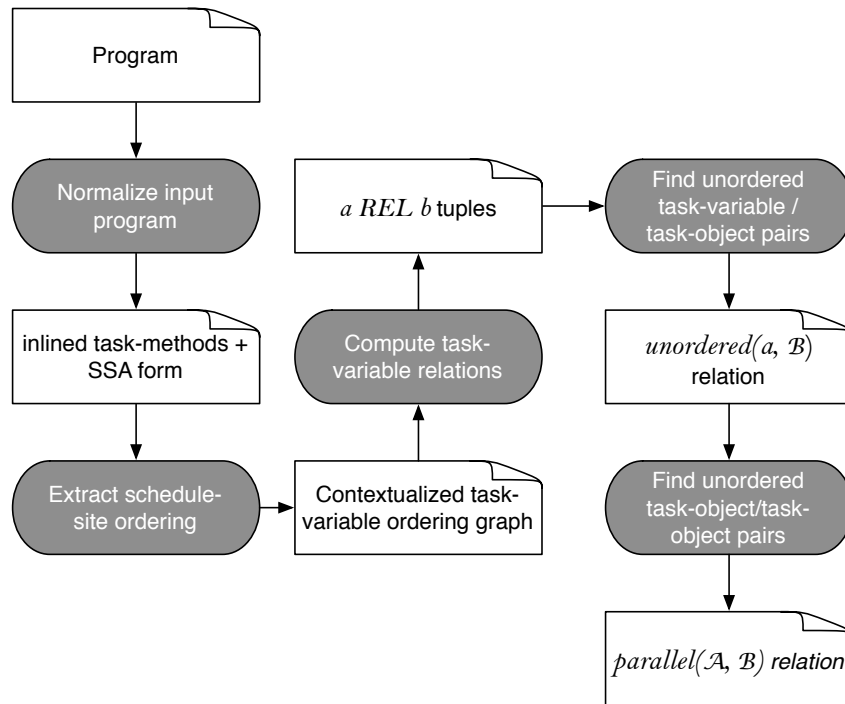 Program
Normalize input
program
inlined task-methods +
SSA form
Extract schedule-
site ordering
Contextualized task-
variable ordering graph
Compute task-
variable relations
a REL b tuples
Find unordered
task-variable /
task-object pairs
unordered(a, ℬ)
relation
Find unordered
task-object/task-
object pairs
parallel(𝒜, ℬ) relation